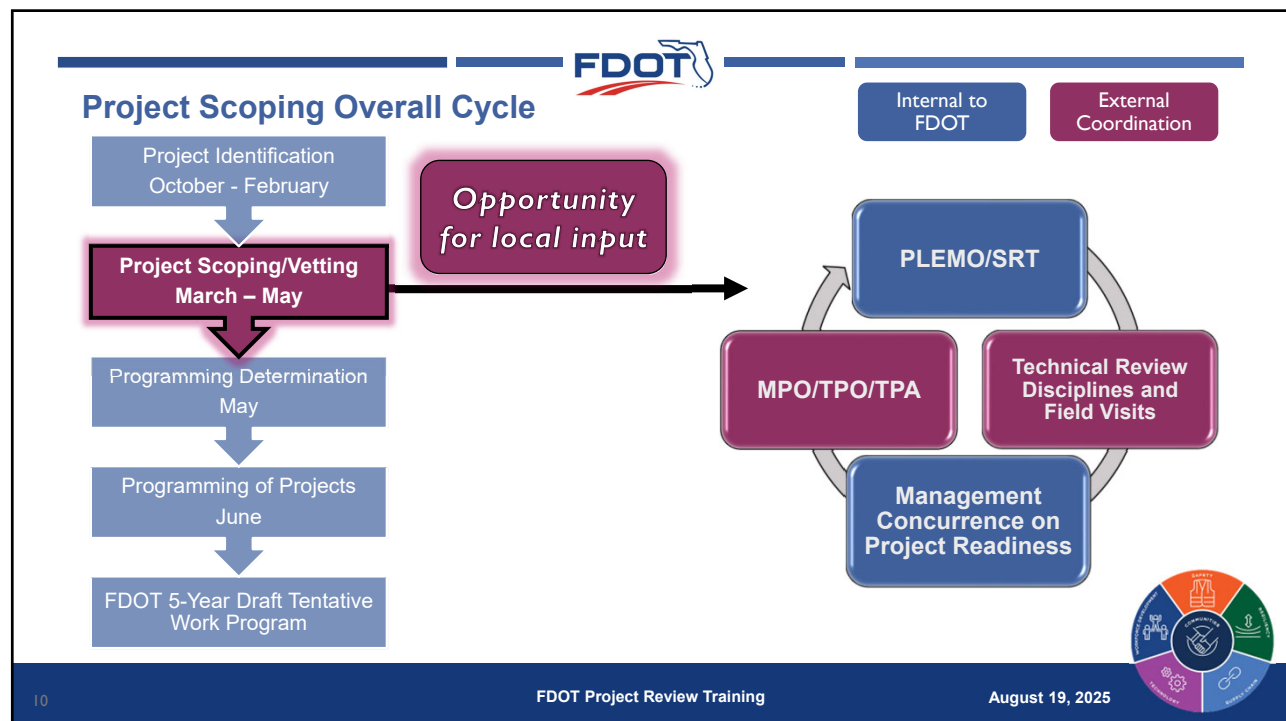 FDOT
Project Scoping Overall Cycle
Internal to
FDOT
External
Coordination
Project Identification
October - February
Opportunity
for local input
Project Scoping/Vetting
March – May
Programming Determination
May
Programming of Projects
June
FDOT 5-Year Draft Tentative
Work Program
PLEMO/SRT
Technical Review
Disciplines and
Field Visits
Management
Concurrence on
Project Readiness
MPO/TPO/TPA
SAFETY
RESILIENCY
SUPPLY CHAIN
TECHNOLOGY
WORKFORCE DEVELOPMENT
COMMUNITIES
10
FDOT Project Review Training
August 19, 2025